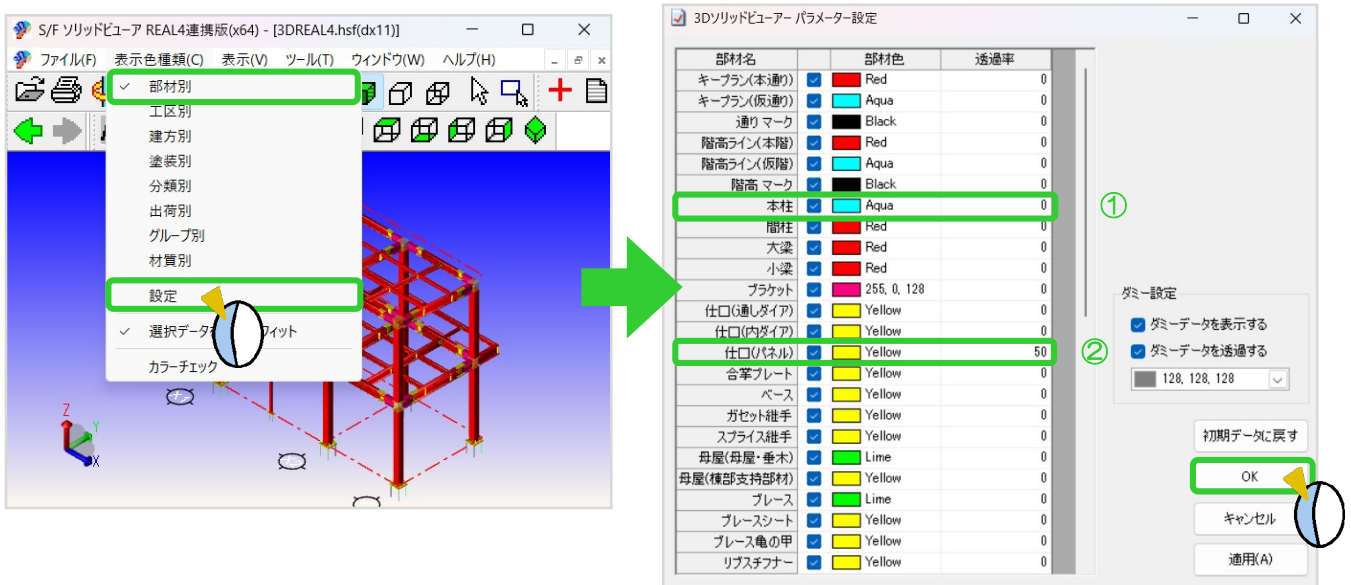 S/F ソリッドビューア REAL4連携版(x64) - [3DREAL4.hsf(dx11)]
ファイル(F) 表示色種類(C) 表示(V) ツール(T) ウィンドウ(W) ヘルプ(H)
部材別
工区別
建方別
塗装別
分類別
出荷別
グループ別
材質別
設定
選択データ フィット
カラーチェック
Z
Y
X
3Dソリッドビューアー パラメーター設定
部材名 部材色 透過率
キープラン(本通り) Red 0
キープラン(仮通り) Aqua 0
通り マーク Black 0
階高ライン(本階) Red 0
階高ライン(仮階) Aqua 0
階高 マーク Black 0
本柱 Aqua 0 ①
間柱 Red 0
大梁 Red 0
小梁 Red 0
ブラケット 255, 0, 128 0
仕口(通しダイア) Yellow 0
仕口(内ダイア) Yellow 0
仕口(パネル) Yellow 50 ②
合掌プレート Yellow 0
ベース Yellow 0
ガセット継手 Yellow 0
スプライス継手 Yellow 0
母屋(母屋・垂木) Lime 0
母屋(棟部支持部材) Yellow 0
ブレース Lime 0
ブレースシート Yellow 0
ブレース亀の甲 Yellow 0
リブスチフナー Yellow 0
ダミー設定
ダミーデータを表示する
ダミーデータを透過する
128, 128, 128
初期データに戻す
OK
キャンセル
適用(A)